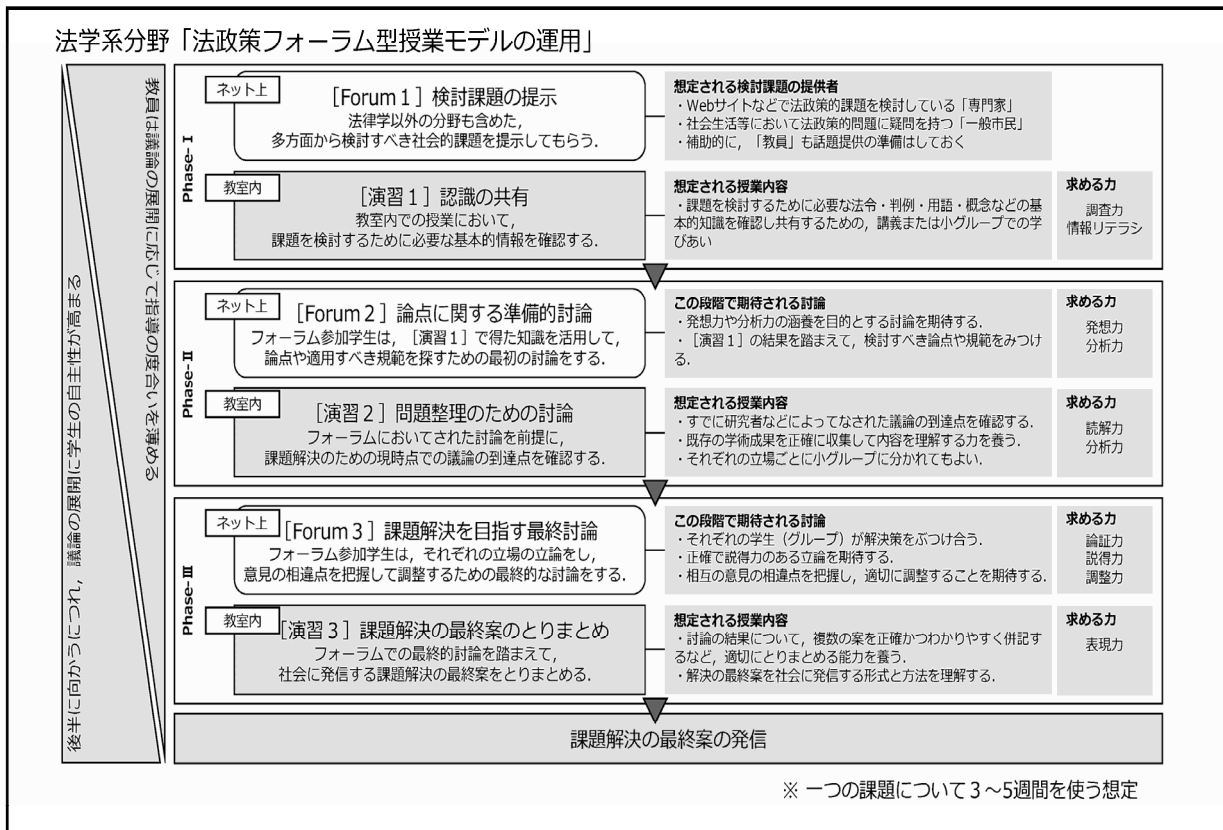 法学系分野「法政策フォーラム型授業モデルの運用」
教員は議論の展開に応じて指導の度合いを薄める
後半に向かうにつれ，議論の展開に学生の自主性が高まる
Phase-Ⅰ
ネット上
［Forum１］検討課題の提示
法律学以外の分野も含めた，
多方面から検討すべき社会的課題を提示してもらう．
想定される検討課題の提供者
・Webサイトなどで法政策的課題を検討している「専門家」
・社会生活等において法政策的問題に疑問を持つ「一般市民」
・補助的に，「教員」も話題提供の準備はしておく
教室内
［演習１］認識の共有
教室内での授業において，
課題を検討するために必要な基本的情報を確認する．
想定される授業内容
・課題を検討するために必要な法令・判例・用語・概念などの基
本的知識を確認し共有するための，講義または小グループでの学
びあい
求める力
調査力
情報リテラシ
Phase-Ⅱ
ネット上
［Forum２］論点に関する準備的討論
フォーラム参加学生は，［演習１］で得た知識を活用して，
論点や適用すべき規範を探すための最初の討論をする．
この段階で期待される討論
・発想力や分析力の涵養を目的とする討論を期待する．
・［演習１］の結果を踏まえて，検討すべき論点や規範をみつけ
る．
求める力
発想力
分析力
教室内
［演習２］問題整理のための討論
フォーラムにおいてされた討論を前提に，
課題解決のための現時点での議論の到達点を確認する．
想定される授業内容
・すでに研究者などによってなされた議論の到達点を確認する．
・既存の学術成果を正確に収集して内容を理解する力を養う．
・それぞれの立場ごとに小グループに分かれてもよい．
求める力
読解力
分析力
Phase-Ⅲ
ネット上
［Forum３］課題解決を目指す最終討論
フォーラム参加学生は，それぞれの立場の立論をし，
意見の相違点を把握して調整するための最終的な討論をする．
この段階で期待される討論
・それぞれの学生（グループ）が解決策をぶつけ合う．
・正確で説得力のある立論を期待する．
・相互の意見の相違点を把握し，適切に調整することを期待する．
求める力
論証力
説得力
調整力
教室内
［演習３］課題解決の最終案のとりまとめ
フォーラムでの最終的討論を踏まえて，
社会に発信する課題解決の最終案をとりまとめる．
想定される授業内容
・討論の結果について，複数の案を正確かつわかりやすく併記す
るなど，適切にとりまとめる能力を養う．
・解決の最終案を社会に発信する形式と方法を理解する．
求める力
表現力
課題解決の最終案の発信
※ 一つの課題について３～5週間を使う想定